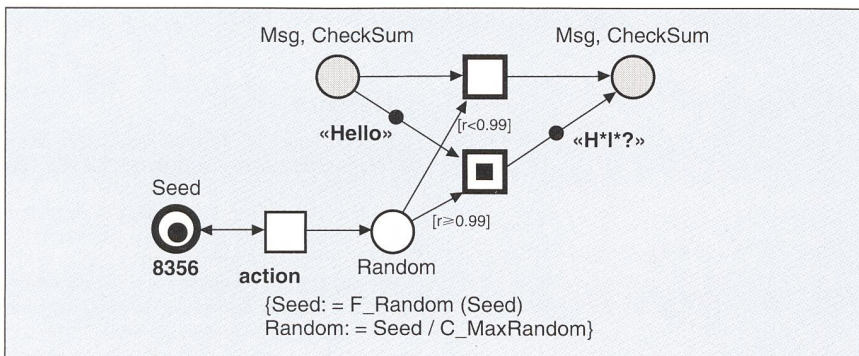 Msg, CheckSum
Msg, CheckSum
[r<0.99]
«Hello»
«H*l*?»
Seed
[r⩾0.99]
8356
action
Random
{Seed: = F_Random (Seed)
Random: = Seed / C_MaxRandom}